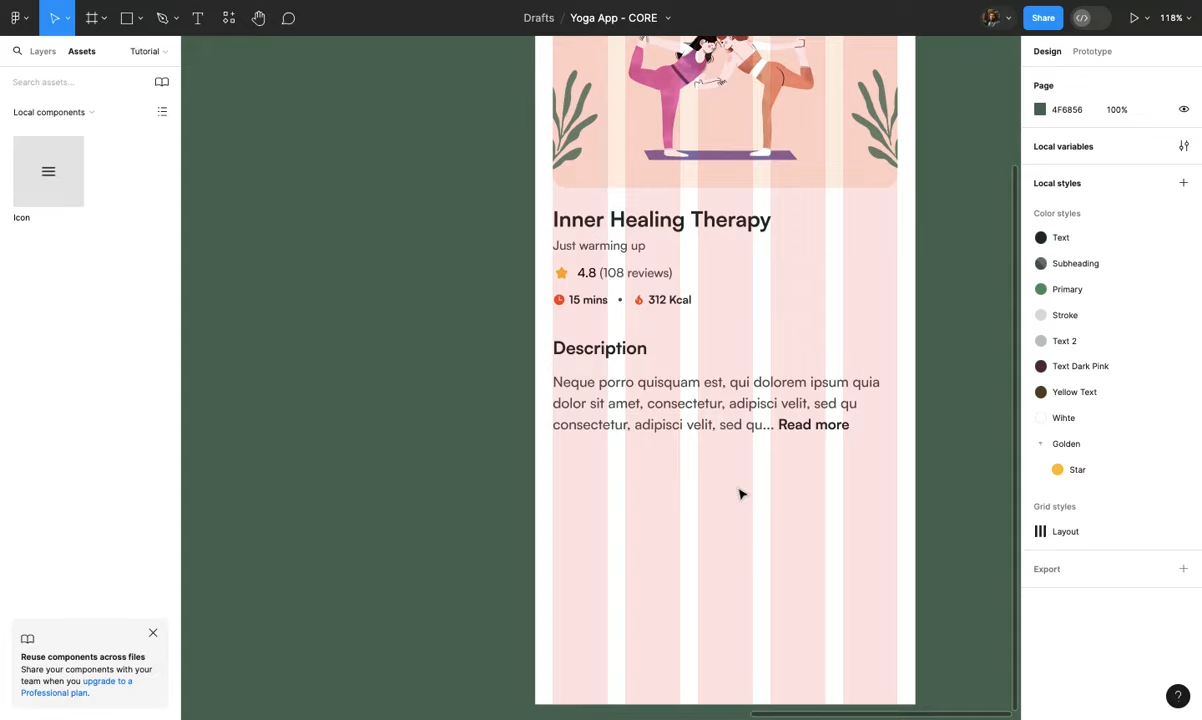 Drafts / Yoga App - CORE
Share
118%
Layers Assets Tutorial
Search assets...
Local components
Icon
Reuse components across files
Share your components with your
team when you upgrade to a
Professional plan.
Inner Healing Therapy
Just warming up
4.8 (108 reviews)
15 mins • 312 Kcal
Description
Neque porro quisquam est, qui dolorem ipsum quia
dolor sit amet, consectetur, adipisci velit, sed qu
consectetur, adipisci velit, sed qu... Read more
Design Prototype
Page
4F6856 100%
Local variables
Local styles
Color styles
Text
Subheading
Primary
Stroke
Text 2
Text Dark Pink
Yellow Text
Wihte
Golden
Star
Grid styles
Layout
Export
?